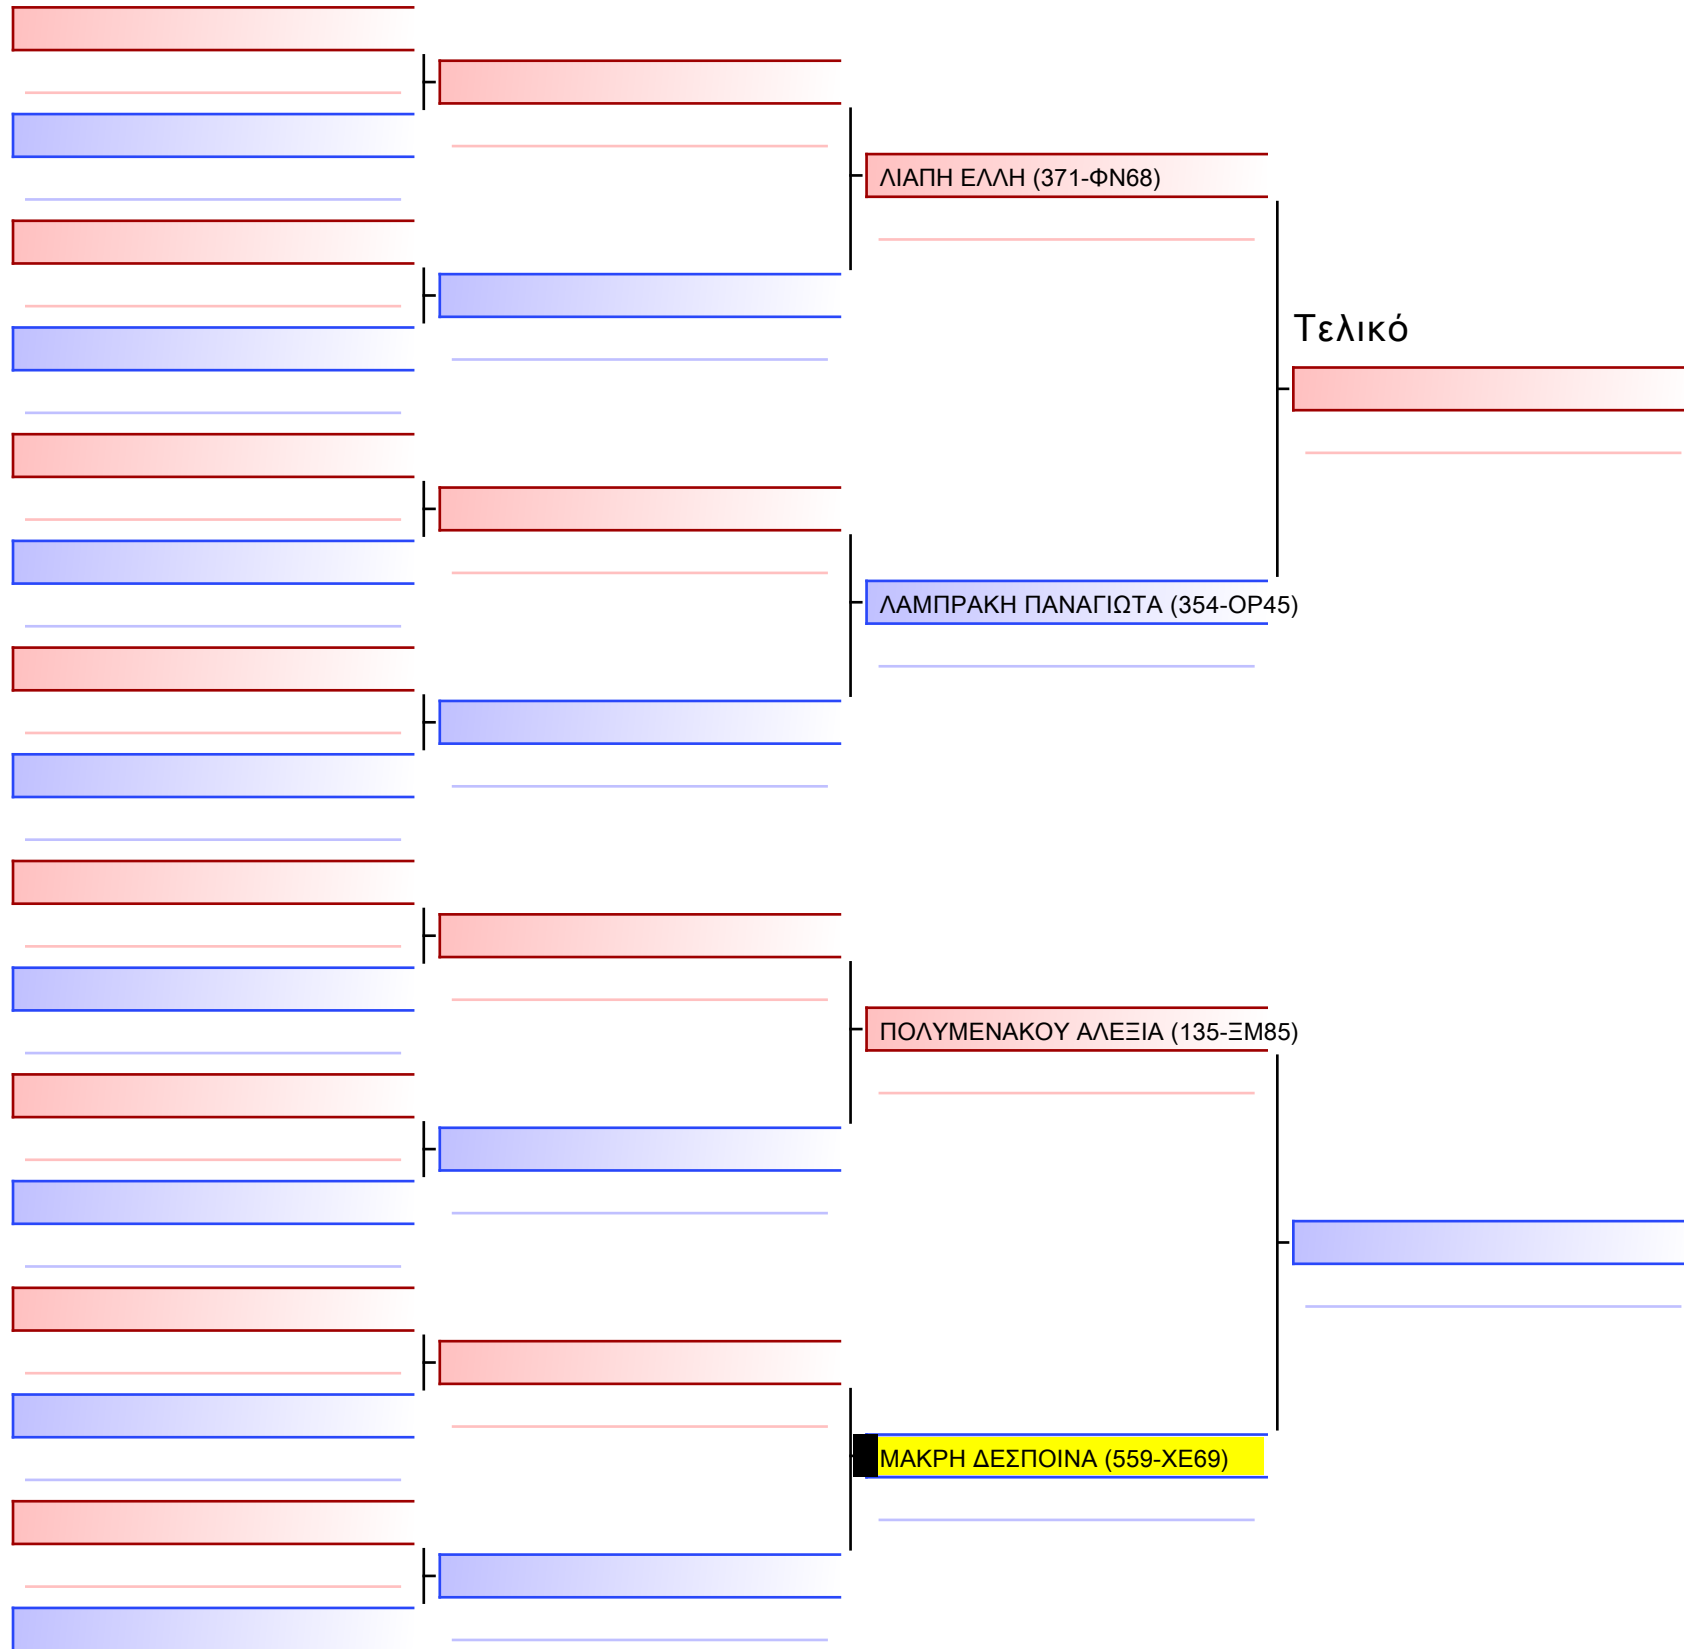 ΛΙΑΠΗ ΕΛΛΗ (371-ΦΝ68)
Τελικό
ΛΑΜΠΡΑΚΗ ΠΑΝΑΓΙΩΤΑ (354-ΟΡ45)
ΠΟΛΥΜΕΝΑΚΟΥ ΑΛΕΞΙΑ (135-ΞΜ85)
ΜΑΚΡΗ ΔΕΣΠΟΙΝΑ (559-ΧΕ69)